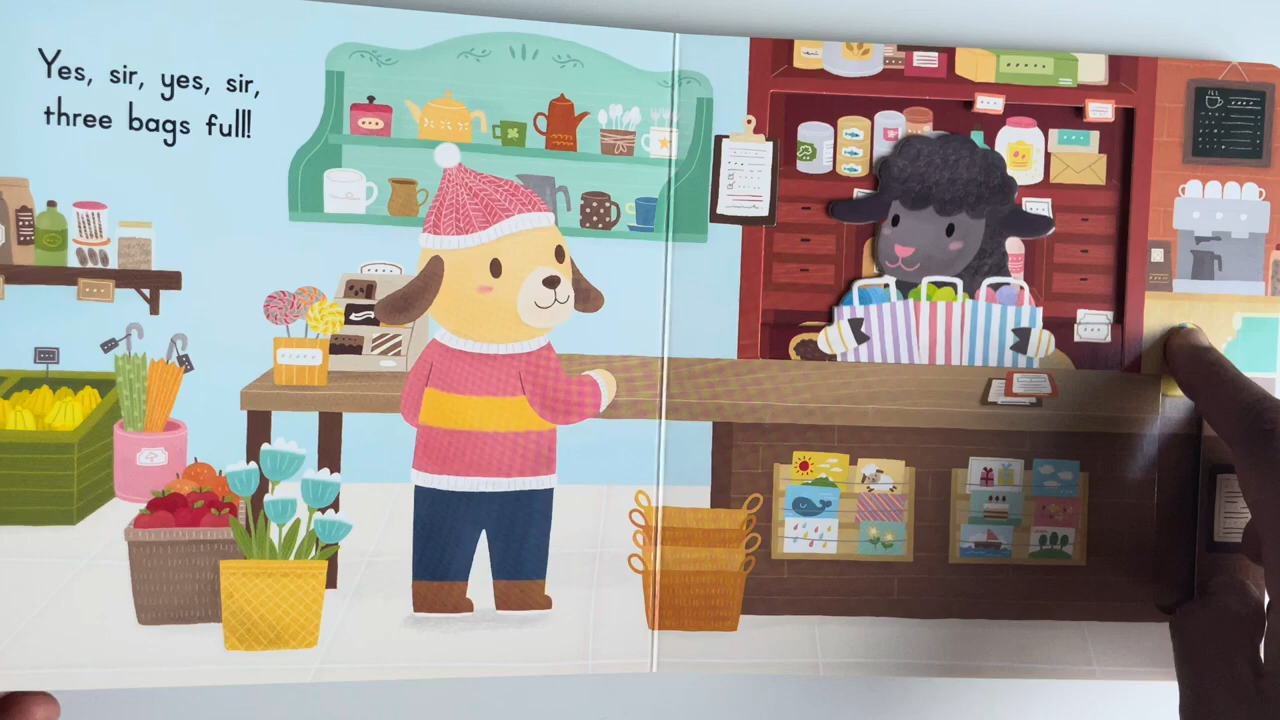 Yes, sir, yes, sir,
three bags full!